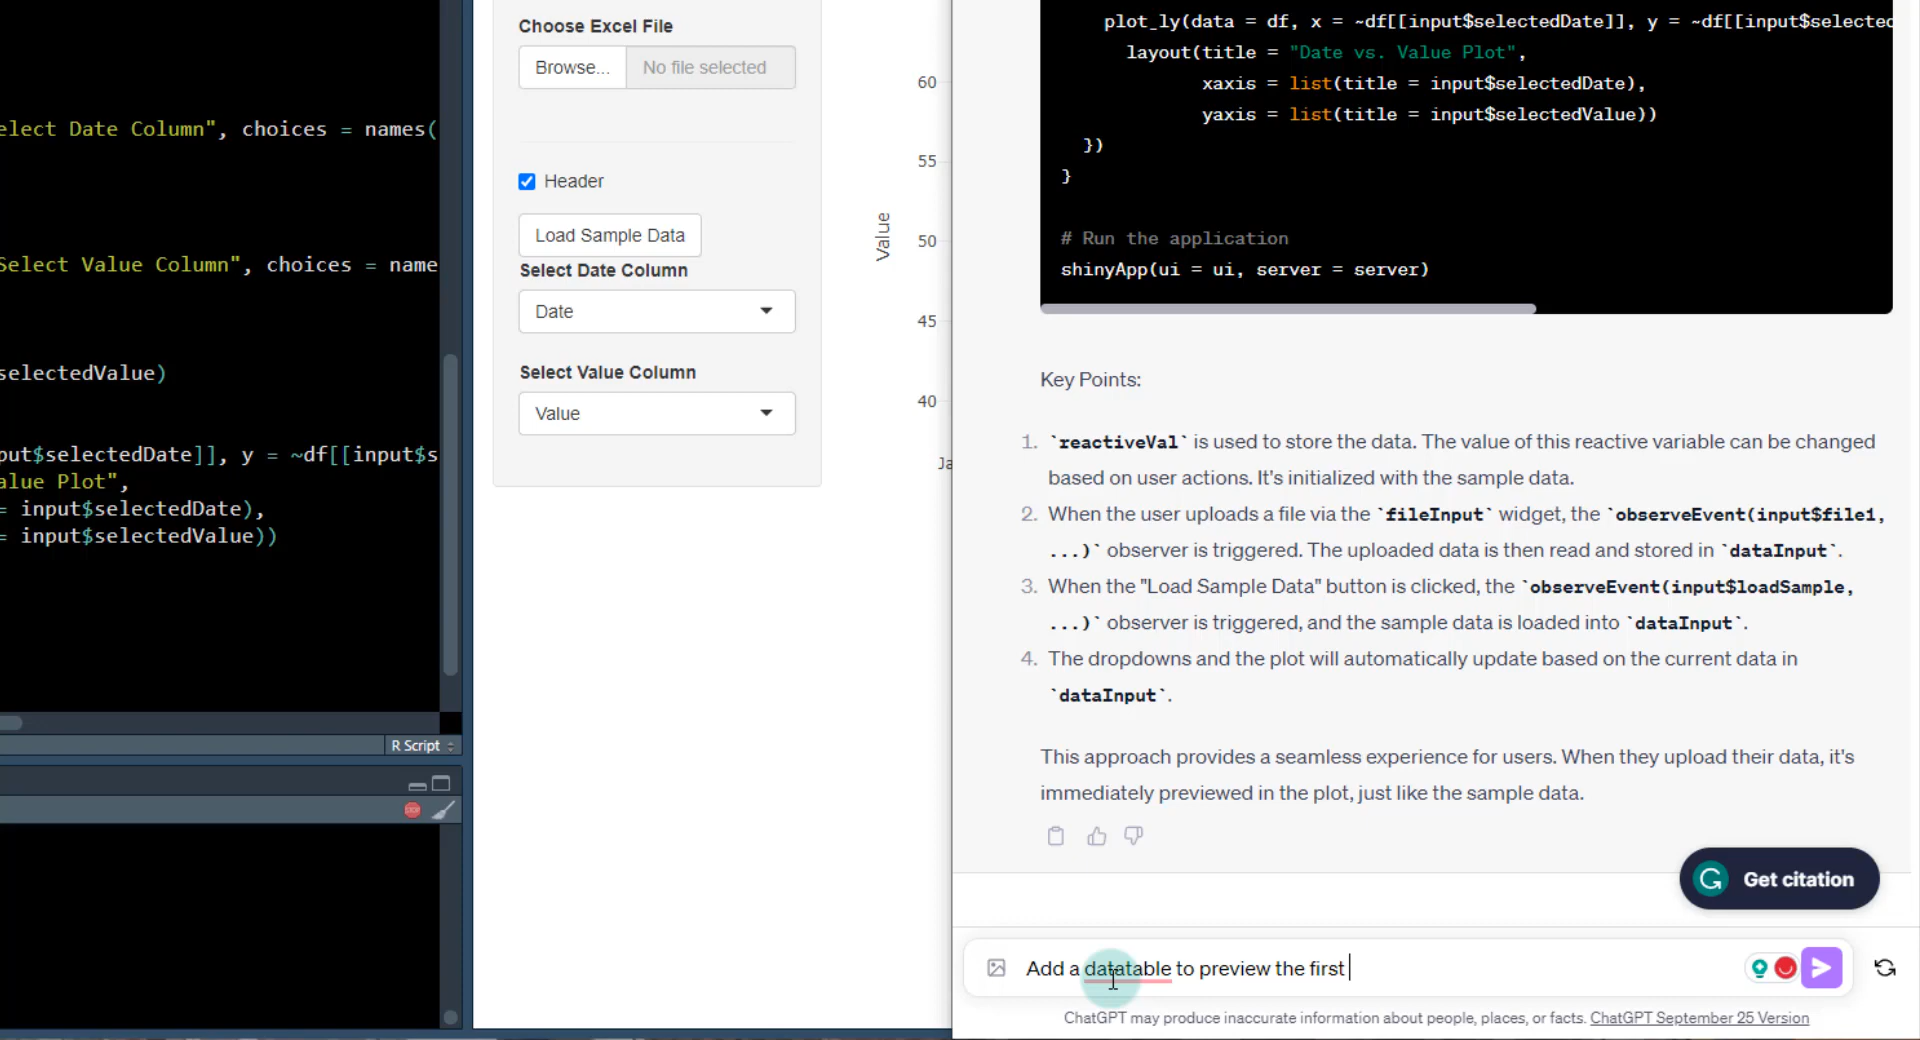 elect Date Column", choices = names(
Select Value Column", choices = name
selectedValue)
put$selectedDate]], y = ~df[[input$s
alue Plot",
= input$selectedDate),
= input$selectedValue))
R Script
STOP
Choose Excel File
Browse... No file selected
Header
Load Sample Data
Select Date Column
Date
Select Value Column
Value
Value
60
55
50
45
40
Ja
plot_ly(data = df, x = ~df[[input$selectedDate]], y = ~df[[input$selectec
layout(title = "Date vs. Value Plot",
xaxis = list(title = input$selectedDate),
yaxis = list(title = input$selectedValue))
})
}
# Run the application
shinyApp(ui = ui, server = server)
Key Points:
1. `reactiveVal` is used to store the data. The value of this reactive variable can be changed
based on user actions. It's initialized with the sample data.
2. When the user uploads a file via the `fileInput` widget, the `observeEvent(input$file1,
...)` observer is triggered. The uploaded data is then read and stored in `dataInput`.
3. When the "Load Sample Data" button is clicked, the `observeEvent(input$loadSample,
...)` observer is triggered, and the sample data is loaded into `dataInput`.
4. The dropdowns and the plot will automatically update based on the current data in
`dataInput`.
This approach provides a seamless experience for users. When they upload their data, it's
immediately previewed in the plot, just like the sample data.
Get citation
Add a datatable to preview the first
ChatGPT may produce inaccurate information about people, places, or facts. ChatGPT September 25 Version